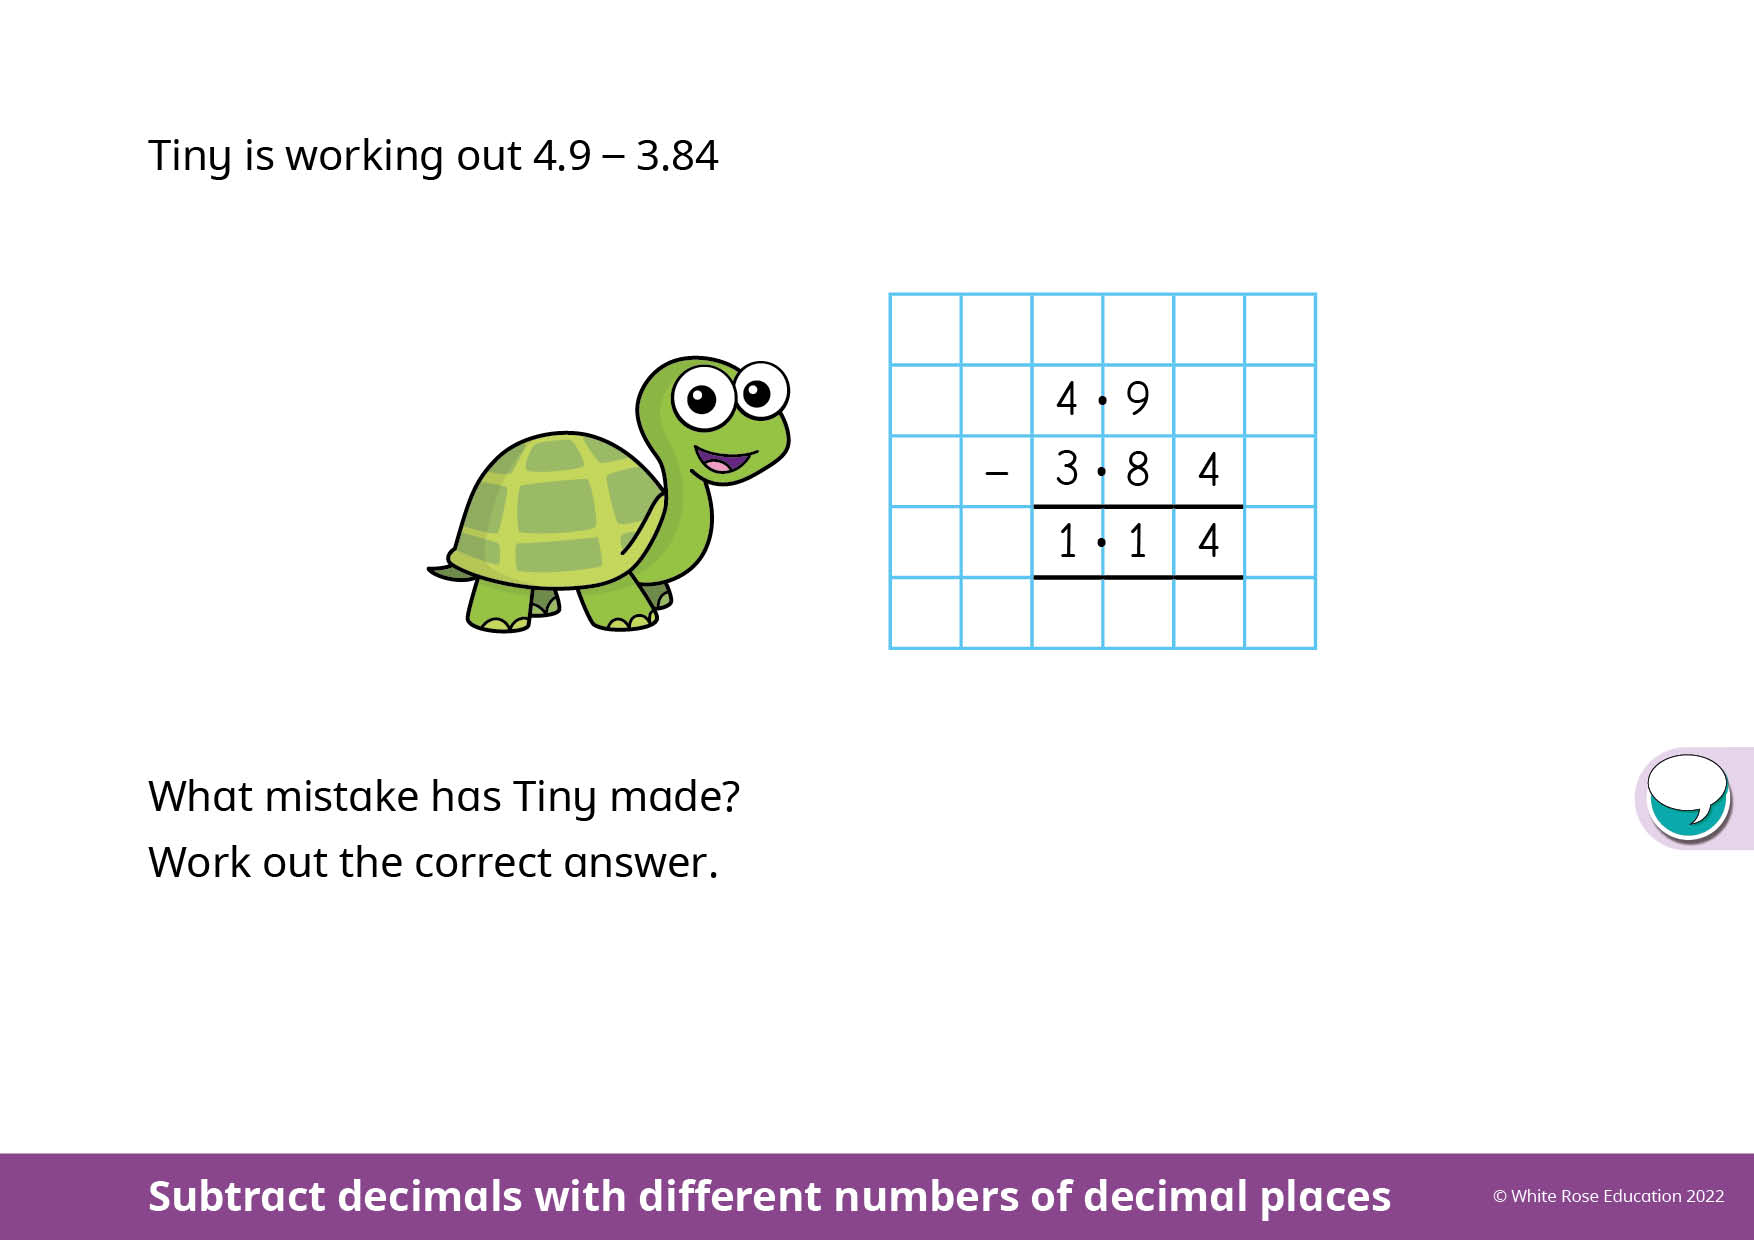 Tiny is working out 4.9 – 3.84
4 . 9
– 3 . 8 4
1 . 1 4
What mistake has Tiny made?
Work out the correct answer.
Subtract decimals with different numbers of decimal places
© White Rose Education 2022